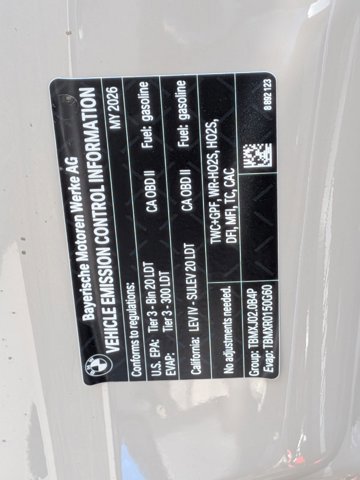 Bayerische Motoren Werke AG
VEHICLE EMISSION CONTROL INFORMATION
Conforms to regulations: MY 2026
U.S. EPA: Tier 3 - Bin 20 LDT CA OBD II Fuel: gasoline
EVAP: Tier 3 - 300 LDT
California: LEV IV - SULEV 20 LDT CA OBD II Fuel: gasoline
No adjustments needed. TWC+GPF, WR-HO2S, HO2S,
DFI, MFI, TC, CAC
Group: TBMXJ02.0B4P
Evap: TBMXR0150G60
8 892 123